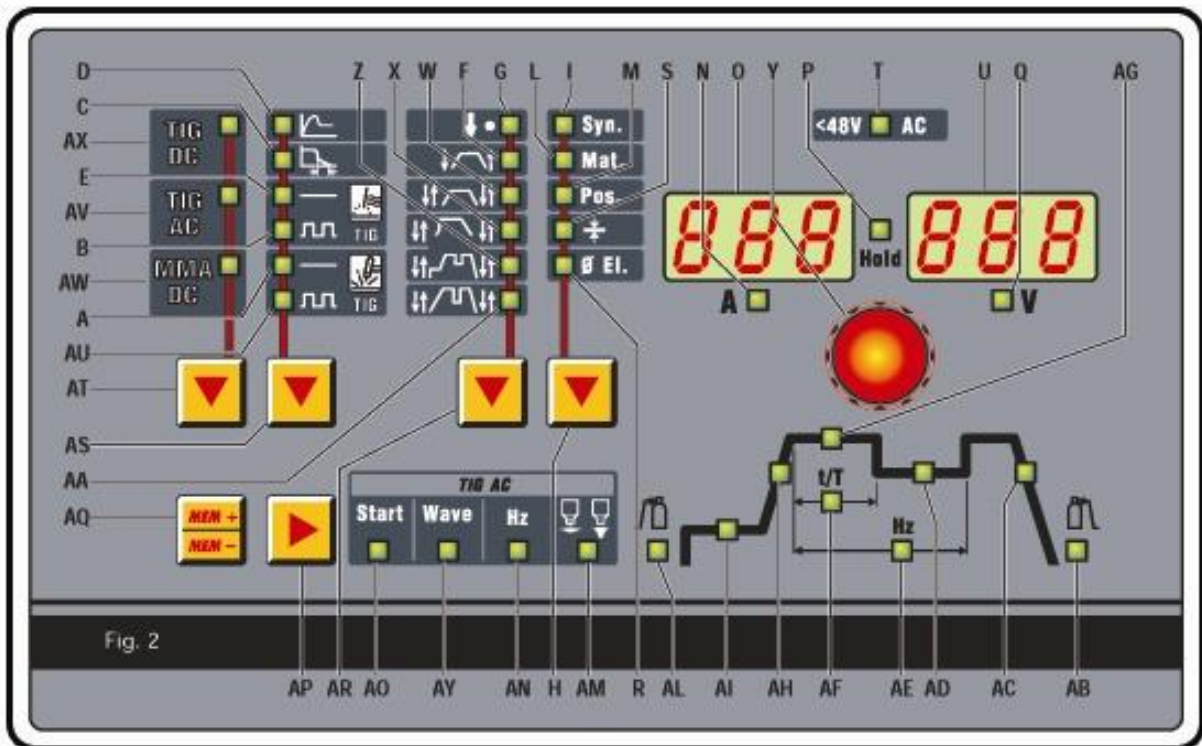 D Z X W F G L I M S N O Y P T U Q AG
C
AX
E
AV
B
AW
A
AU
AT
AS
AA
AQ
TIG DC
TIG AC
MMA DC
TIG
TIG
Syn.
Mat.
Pos.
Ø El.
<48V AC
888
Hold
888
A
V
MEM +
MEM -
TIG AC
Start Wave Hz
t/T
Hz
Fig. 2
AP AR AO AY AN H AM R AL AI AH AF AE AD AC AB